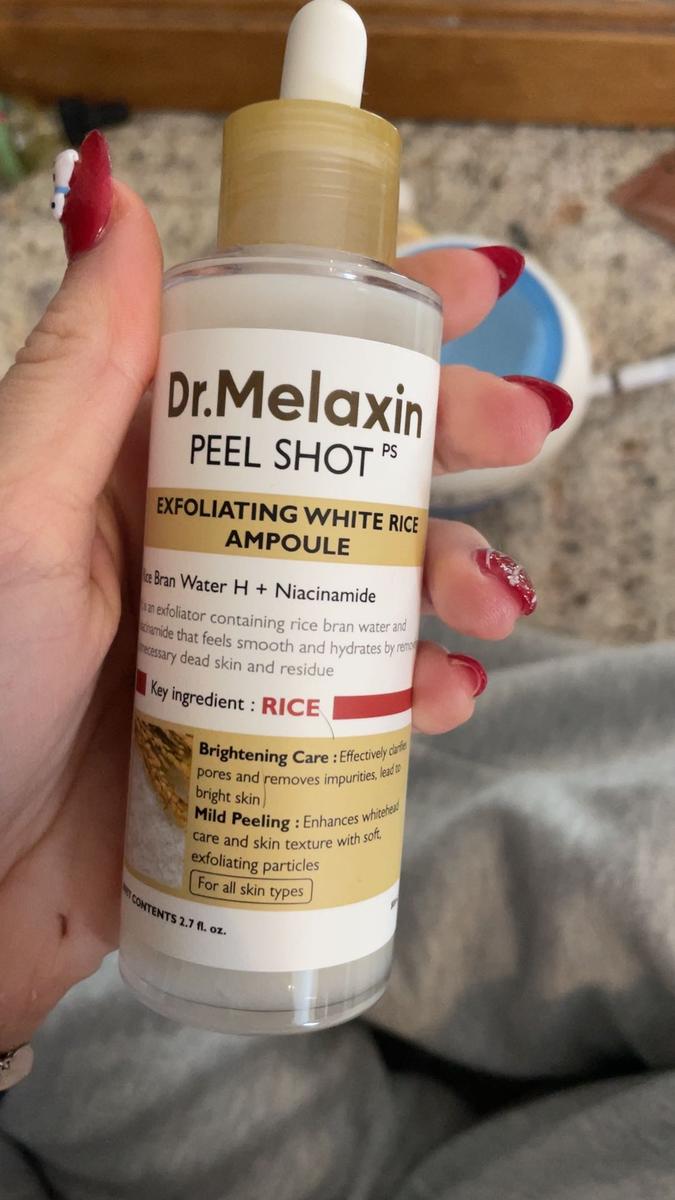 Dr.Melaxin
PEEL SHOT PS
EXFOLIATING WHITE RICE
AMPOULE
Rice Bran Water H + Niacinamide
is an exfoliator containing rice bran water and
that feels smooth and hydrates by
dead skin and residue
Key ingredient : RICE
Brightening Care : Effectively clarifies
pores and removes impurities, lead to
bright skin
Mild Peeling : Enhances whitehead
care and skin texture with soft,
exfoliating particles
For all skin types
CONTENTS 2.7 fl. oz.